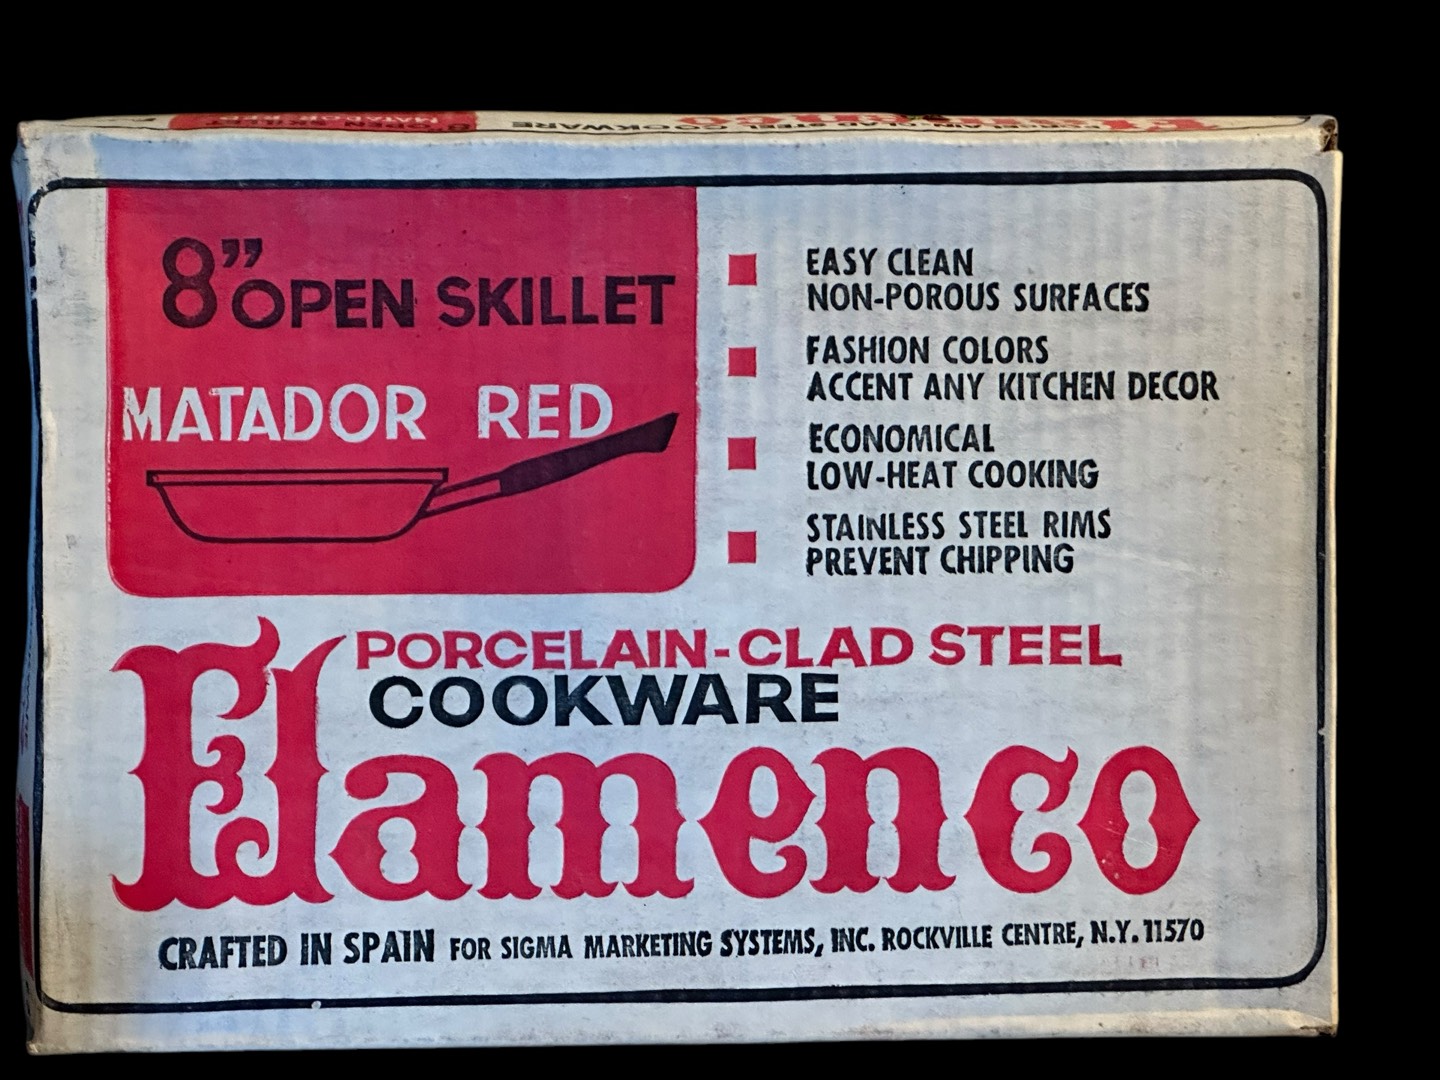 8” OPEN SKILLET
MATADOR RED
EASY CLEAN
NON-POROUS SURFACES
FASHION COLORS
ACCENT ANY KITCHEN DECOR
ECONOMICAL
LOW-HEAT COOKING
STAINLESS STEEL RIMS
PREVENT CHIPPING
PORCELAIN-CLAD STEEL
COOKWARE
Flamenco
CRAFTED IN SPAIN FOR SIGMA MARKETING SYSTEMS, INC. ROCKVILLE CENTRE, N.Y. 11570